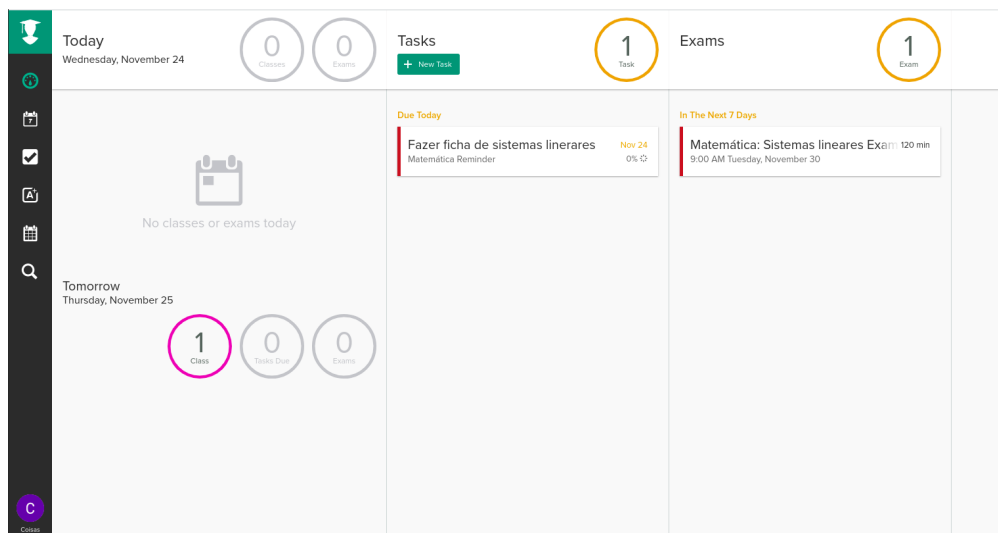 Today
Wednesday, November 24
0
Classes
0
Exams
Tasks
+ New Task
1
Task
Exams
1
Exam
7
A+
No classes or exams today
Due Today
Fazer ficha de sistemas linerares
Nov 24
Matemática Reminder
0%
In The Next 7 Days
Matemática: Sistemas lineares Exam
120 min
9:00 AM Tuesday, November 30
Tomorrow
Thursday, November 25
1
Class
0
Tasks Due
0
Exams
C
Coisas